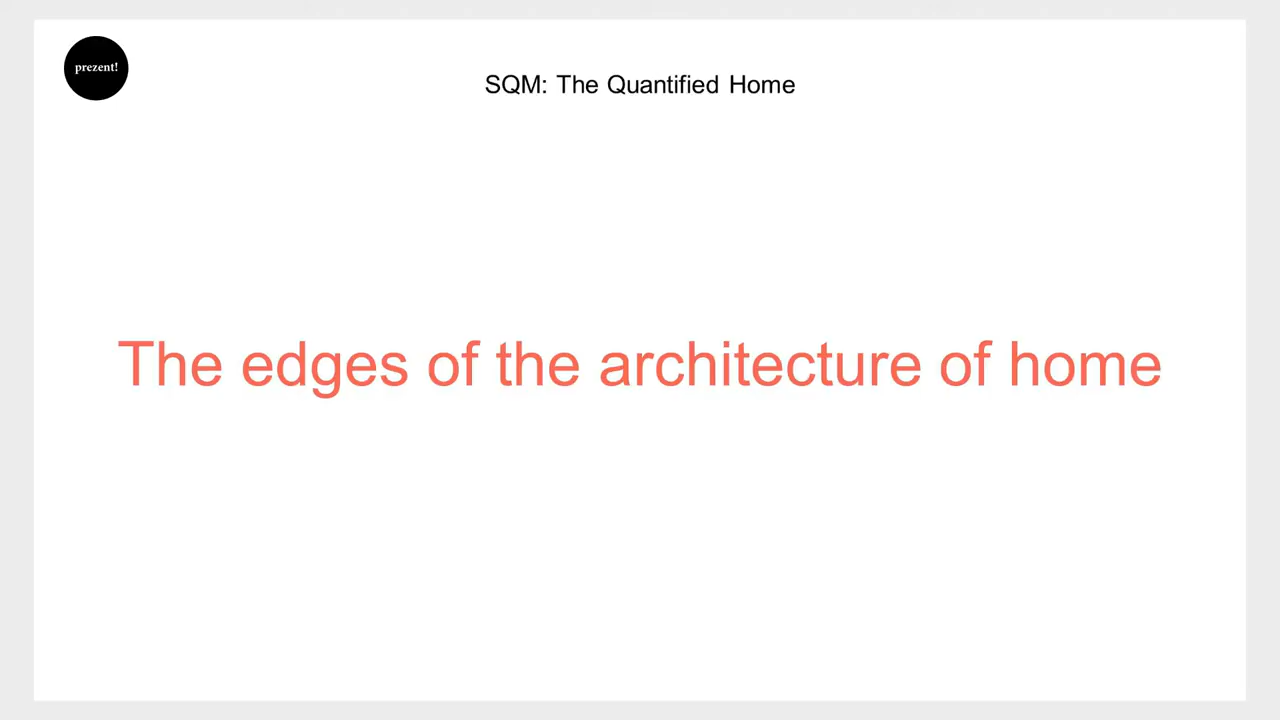 prezent!
SQM: The Quantified Home
The edges of the architecture of home